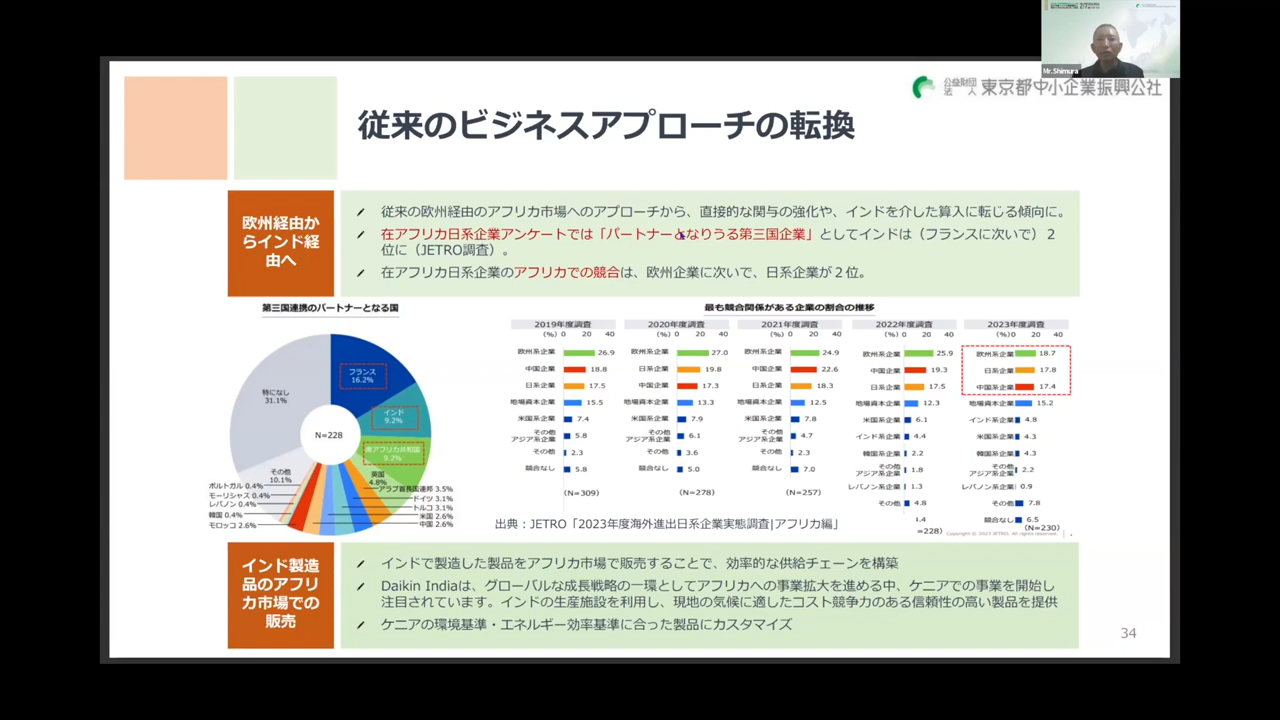 Mr.Shimura
公益財団法人 東京都中小企業振興公社
従来のビジネスアプローチの転換
欧州経由か
らインド経
由へ
従来の欧州経由のアフリカ市場へのアプローチから、直接的な関与の強化や、インドを介した算入に転じる傾向に。
在アフリカ日系企業アンケートでは「パートナーとなりうる第三国企業」としてインドは（フランスに次いで）２
位に（JETRO調査）。
在アフリカ日系企業のアフリカでの競合は、欧州企業に次いで、日系企業が２位。
第三国連携のパートナーとなる国
フランス
16.2%
インド
9.2%
南アフリカ共和国
9.2%
英国
4.8%
アラブ首長国連邦 3.5%
ドイツ 3.1%
トルコ 3.1%
米国 2.6%
中国 2.6%
モロッコ 2.6%
韓国 0.4%
レバノン 0.4%
モーリシャス 0.4%
ポルトガル 0.4%
その他
10.1%
特になし
31.1%
N=228
最も競合関係がある企業の割合の推移
2019年度調査
(%) 0 20 40
欧州系企業 26.9
中国企業 18.8
日系企業 17.5
地場資本企業 15.5
米国系企業 7.4
その他
アジア系企業 5.8
その他 2.3
競合なし 5.8
(N=309)
2020年度調査
(%) 0 20 40
欧州系企業 27.0
日系企業 19.8
中国企業 17.3
地場資本企業 13.3
米国系企業 7.9
その他
アジア系企業 6.1
その他 3.6
競合なし 5.0
(N=278)
2021年度調査
(%) 0 20 40
欧州系企業 24.9
中国企業 22.6
日系企業 18.3
地場資本企業 12.5
米国系企業 7.8
その他
アジア系企業 4.7
その他 2.3
競合なし 7.0
(N=257)
2022年度調査
(%) 0 20 40
欧州系企業 25.9
中国企業 19.3
日系企業 17.5
地場資本企業 12.3
米国系企業 6.1
インド系企業 4.4
韓国系企業 2.2
その他
アジア系企業 1.8
レバノン系企業 1.3
その他 4.8
1.4
=228)
2023年度調査
(%) 0 20 40
欧州系企業 18.7
日系企業 17.8
中国系企業 17.4
地場資本企業 15.2
インド系企業 4.8
米国系企業 4.3
韓国系企業 4.3
その他
アジア系企業 2.2
レバノン系企業 0.9
その他 7.8
競合なし 6.5
(N=230)
出典：JETRO「2023年度海外進出日系企業実態調査|アフリカ編」
Copyright © 2023 JETRO. All rights reserved.
インド製造
品のアフリ
カ市場での
販売
インドで製造した製品をアフリカ市場で販売することで、効率的な供給チェーンを構築
Daikin Indiaは、グローバルな成長戦略の一環としてアフリカへの事業拡大を進める中、ケニアでの事業を開始し
注目されています。インドの生産施設を利用し、現地の気候に適したコスト競争力のある信頼性の高い製品を提供
ケニアの環境基準・エネルギー効率基準に合った製品にカスタマイズ
34